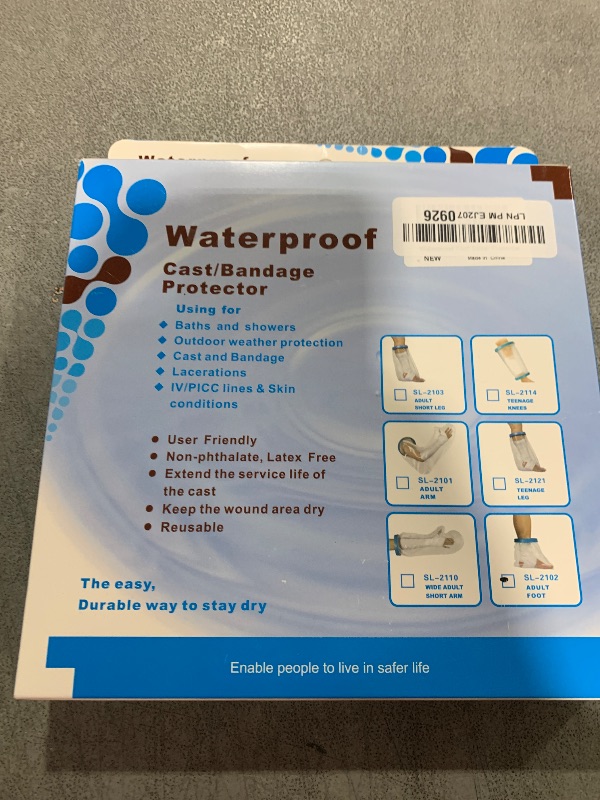 Waterproof
LPN PM EJ2070926
NEW
Waterproof
Cast/Bandage
Protector
Using for
Baths and showers
Outdoor weather protection
Cast and Bandage
Lacerations
IV/PICC lines & Skin
conditions
User Friendly
Non-phthalate, Latex Free
Extend the service life of
the cast
Keep the wound area dry
Reusable
SL-2103
ADULT
SHORT LEG
SL-2114
TEENAGE
KNEES
SL-2101
ADULT
ARM
SL-2121
TEENAGE
LEG
SL-2110
WIDE ADULT
SHORT ARM
SL-2102
ADULT
FOOT
The easy,
Durable way to stay dry
Enable people to live in safer life